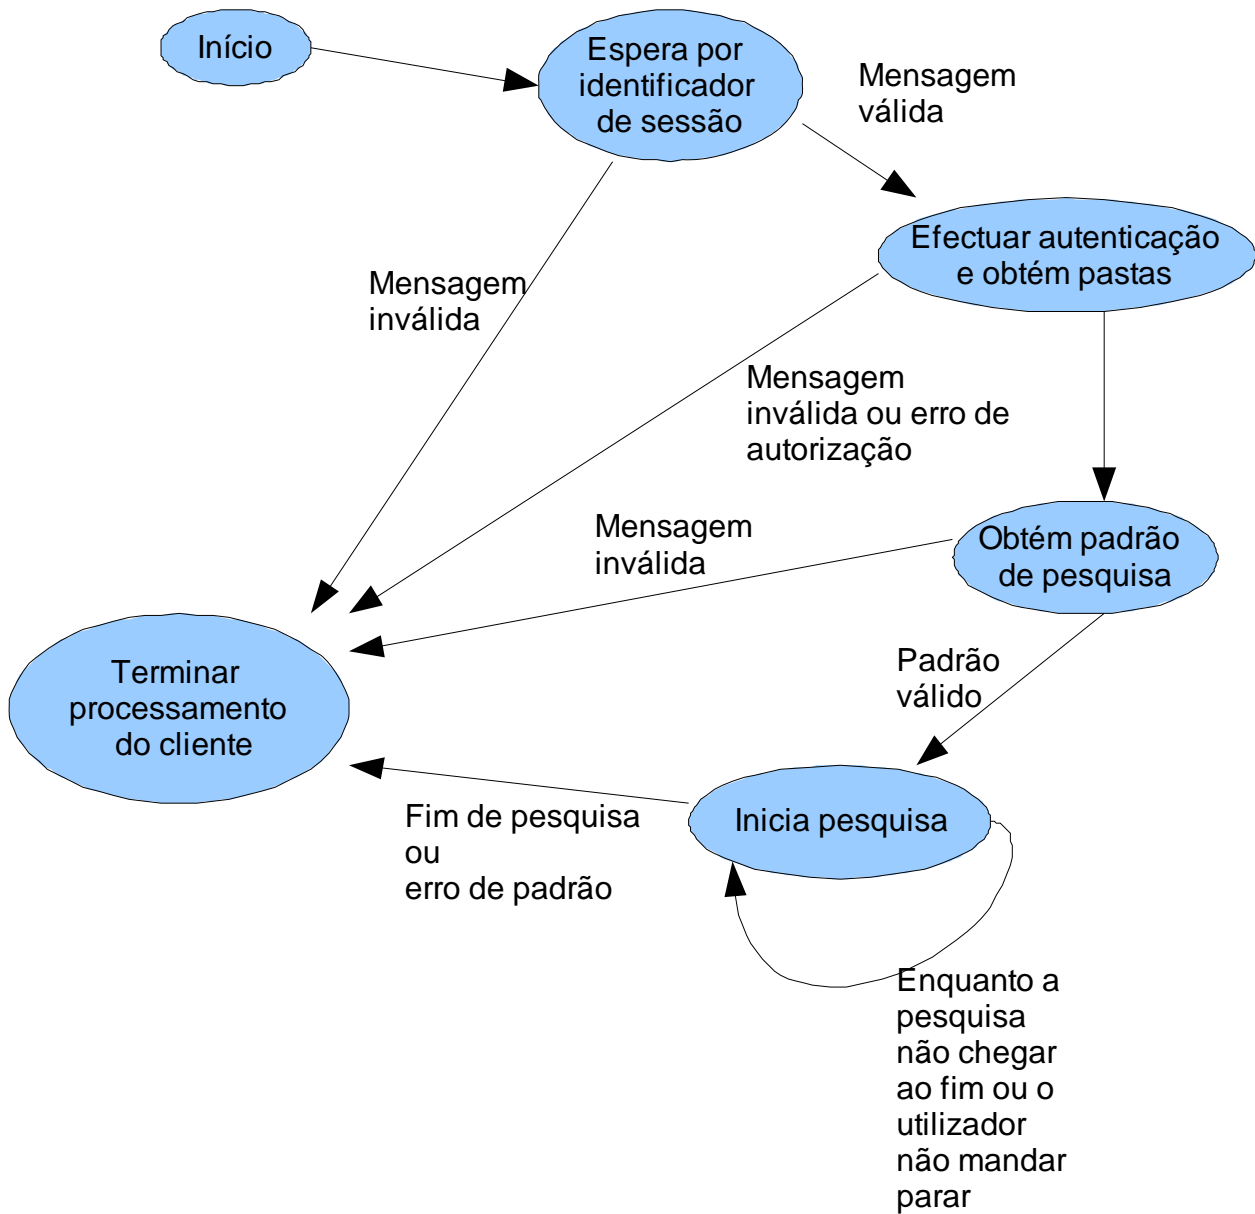 Início
Espera por
identificador
de sessão
Mensagem
válida
Efectuar autenticação
e obtém pastas
Mensagem
inválida
Mensagem
inválida ou erro de
autorização
Mensagem
inválida
Obtém padrão
de pesquisa
Terminar
processamento
do cliente
Padrão
válido
Fim de pesquisa
ou
erro de padrão
Inicia pesquisa
Enquanto a
pesquisa
não chegar
ao fim ou o
utilizador
não mandar
parar